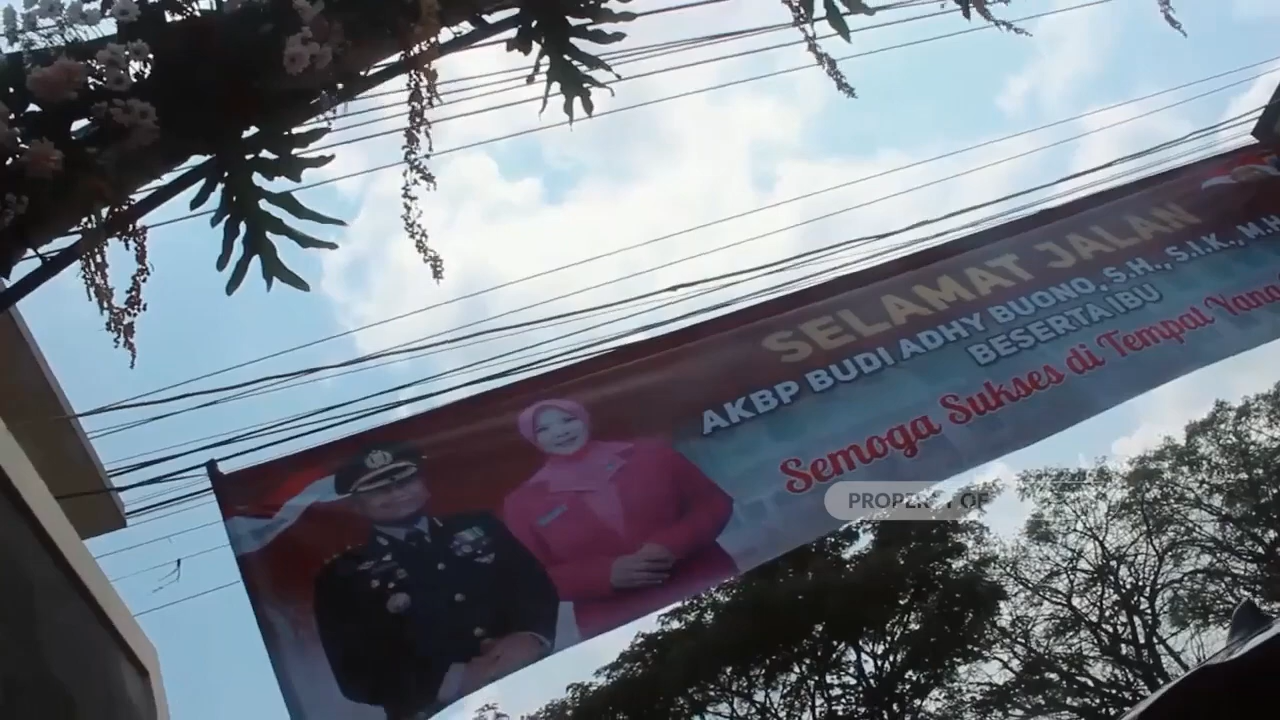 SELAMAT JALAN
AKBP BUDI ADHY BUONO, S.H., S.I.K., M.H
BESERTA IBU
Semoga Sukses di Tempat Yang
PROPERTY OF